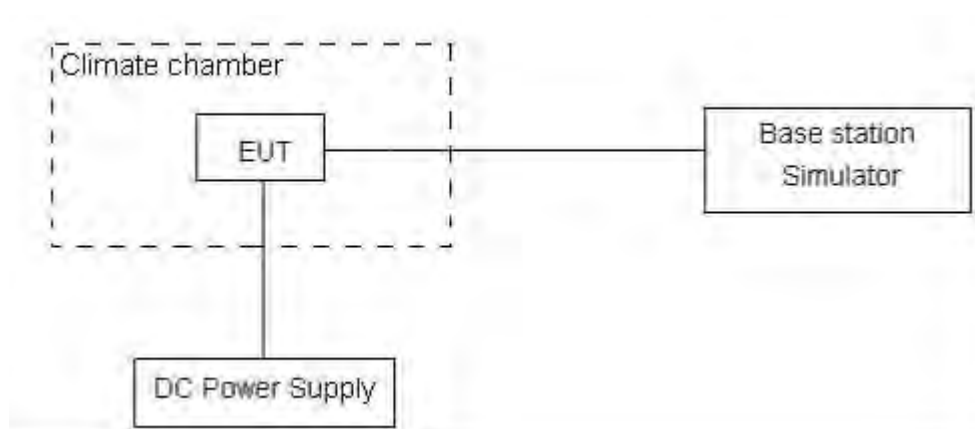 Climate chamber
EUT
Base station
Simulator
DC Power Supply